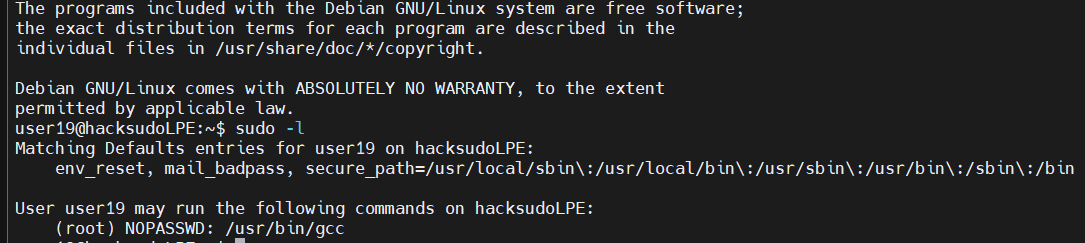 The programs included with the Debian GNU/Linux system are free software;
the exact distribution terms for each program are described in the
individual files in /usr/share/doc/*/copyright.
Debian GNU/Linux comes with ABSOLUTELY NO WARRANTY, to the extent
permitted by applicable law.
user19@hacksudoLPE:~$ sudo -l
Matching Defaults entries for user19 on hacksudoLPE:
    env_reset, mail_badpass, secure_path=/usr/local/sbin\:/usr/local/bin\:/usr/sbin\:/usr/bin\:/sbin\:/bin
User user19 may run the following commands on hacksudoLPE:
    (root) NOPASSWD: /usr/bin/gcc